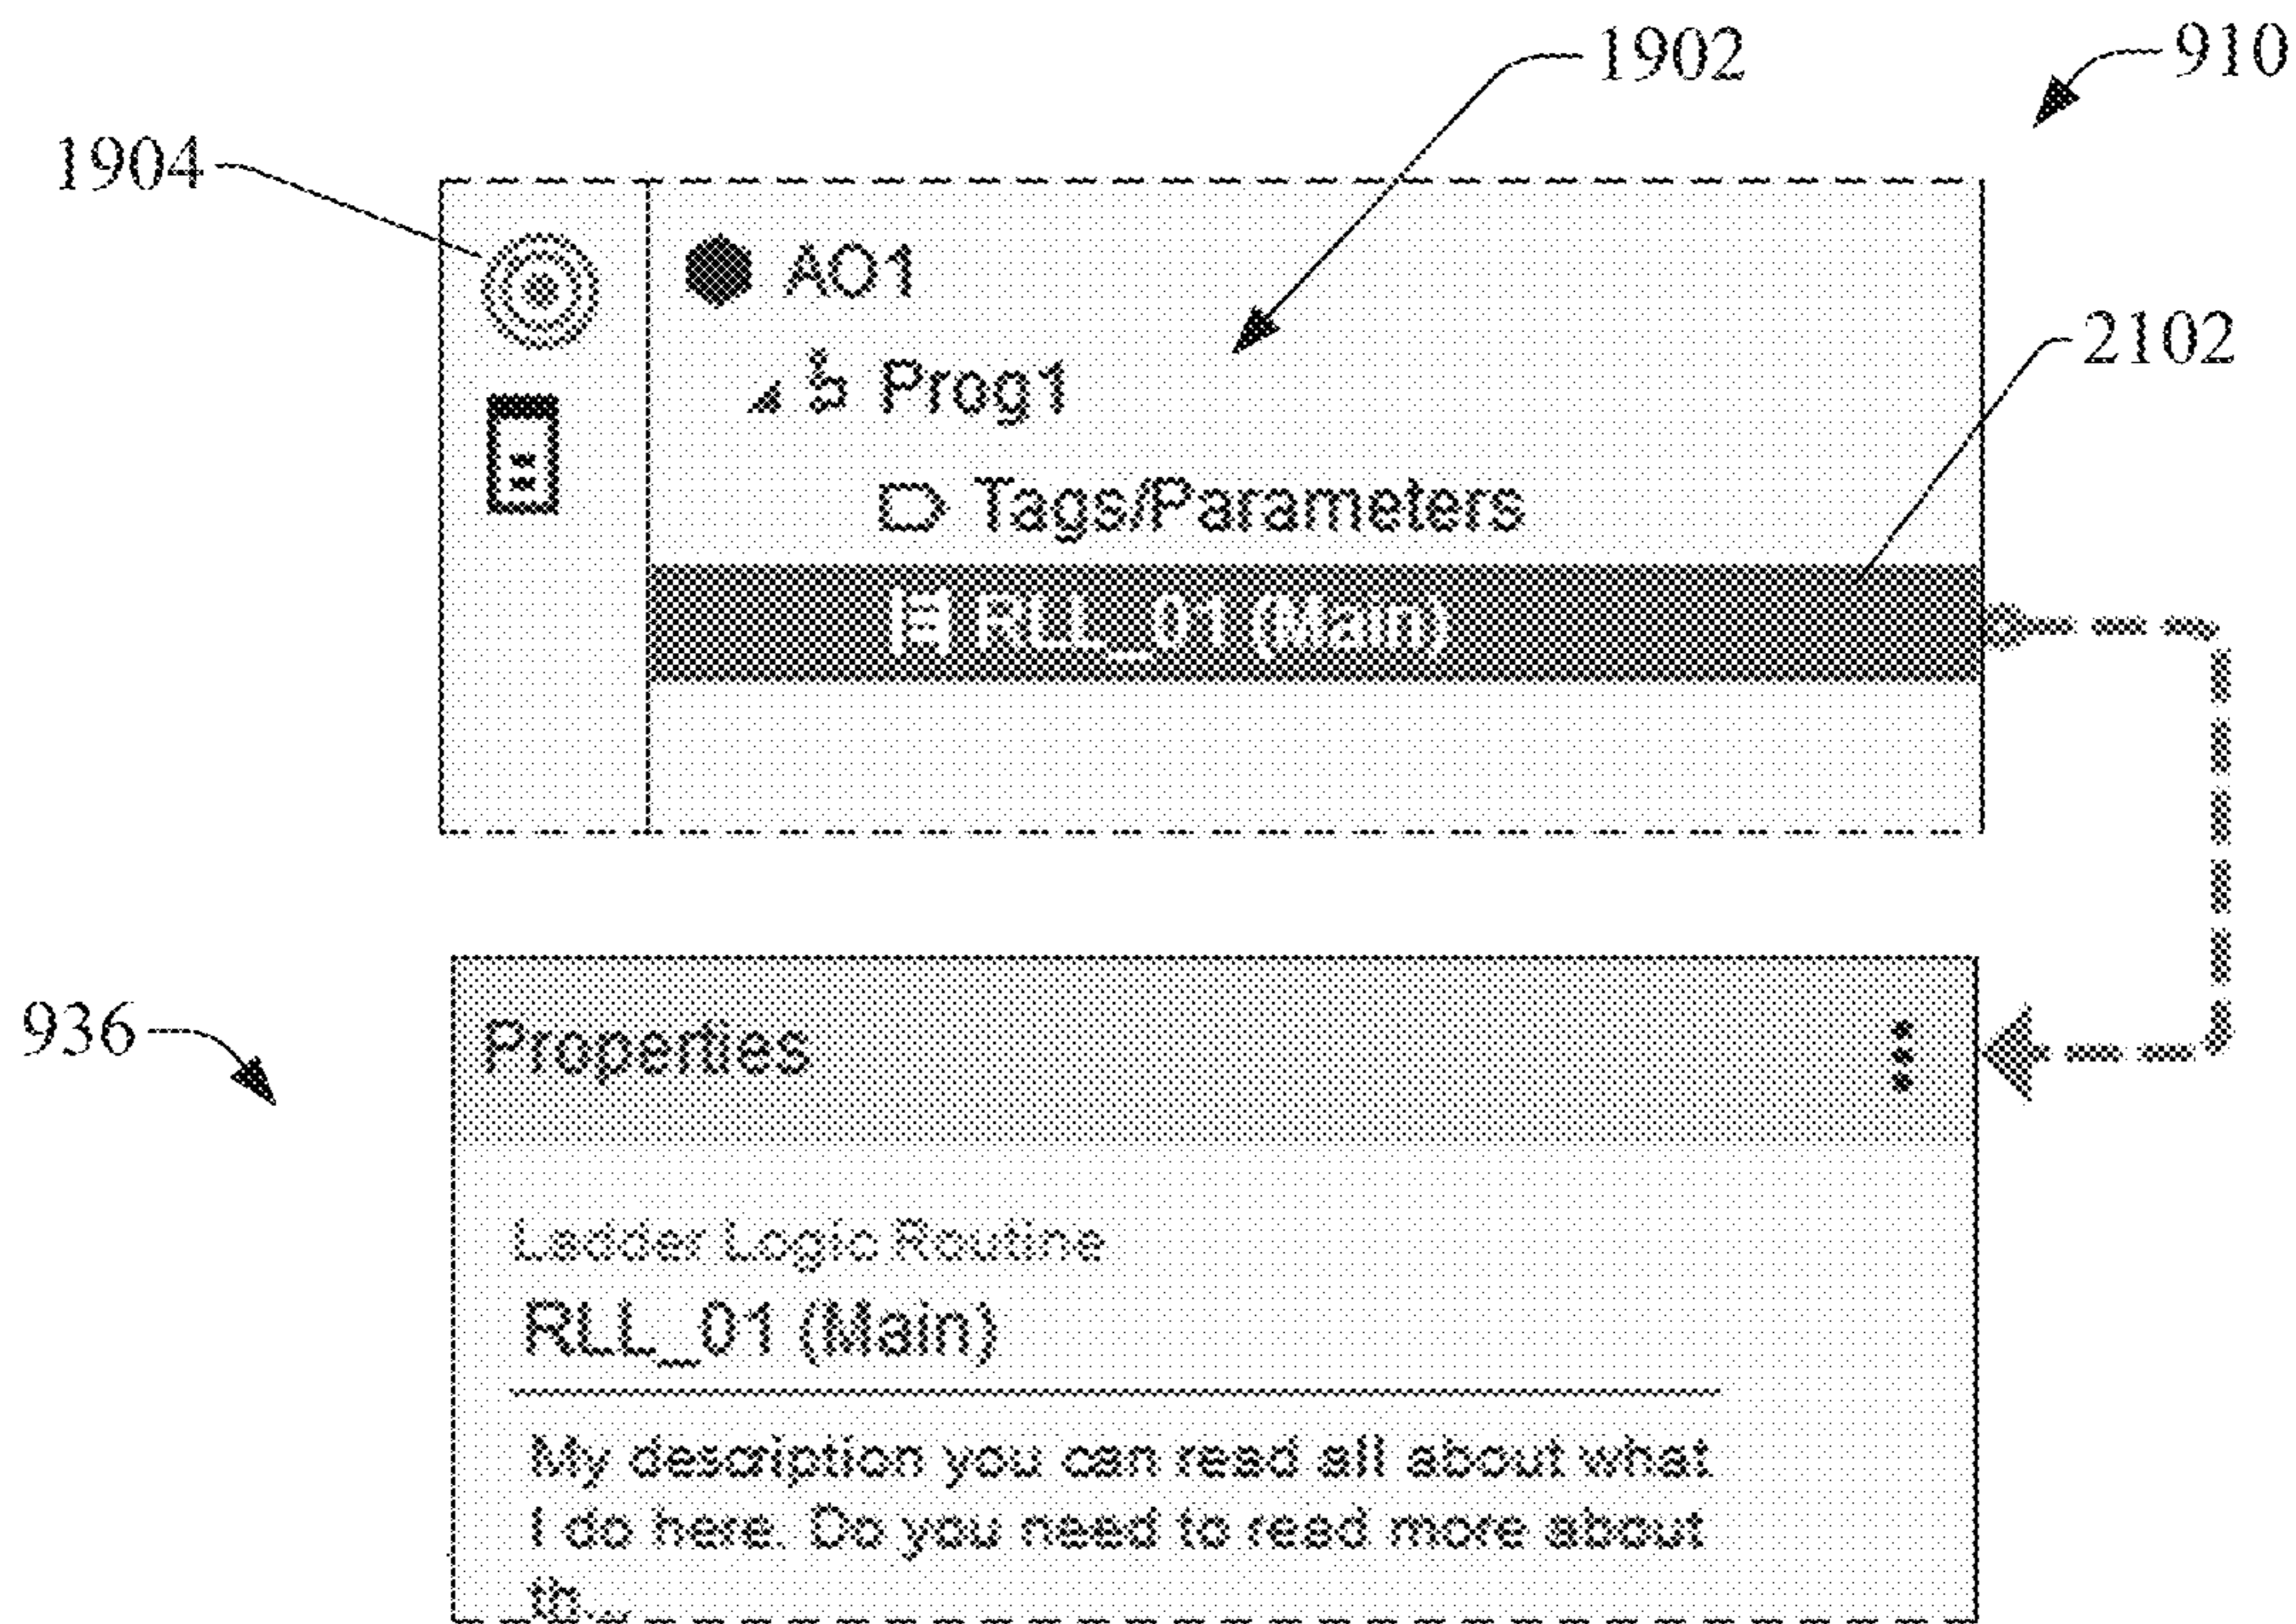 1902
910
1904
AO1
Prog1
2102
Tags/Parameters
RLL_01 (Main)
936
Properties
Ladder Logic Routine
RLL_01 (Main)
My description you can read all about what
I do here. Do you need to read more about
th...